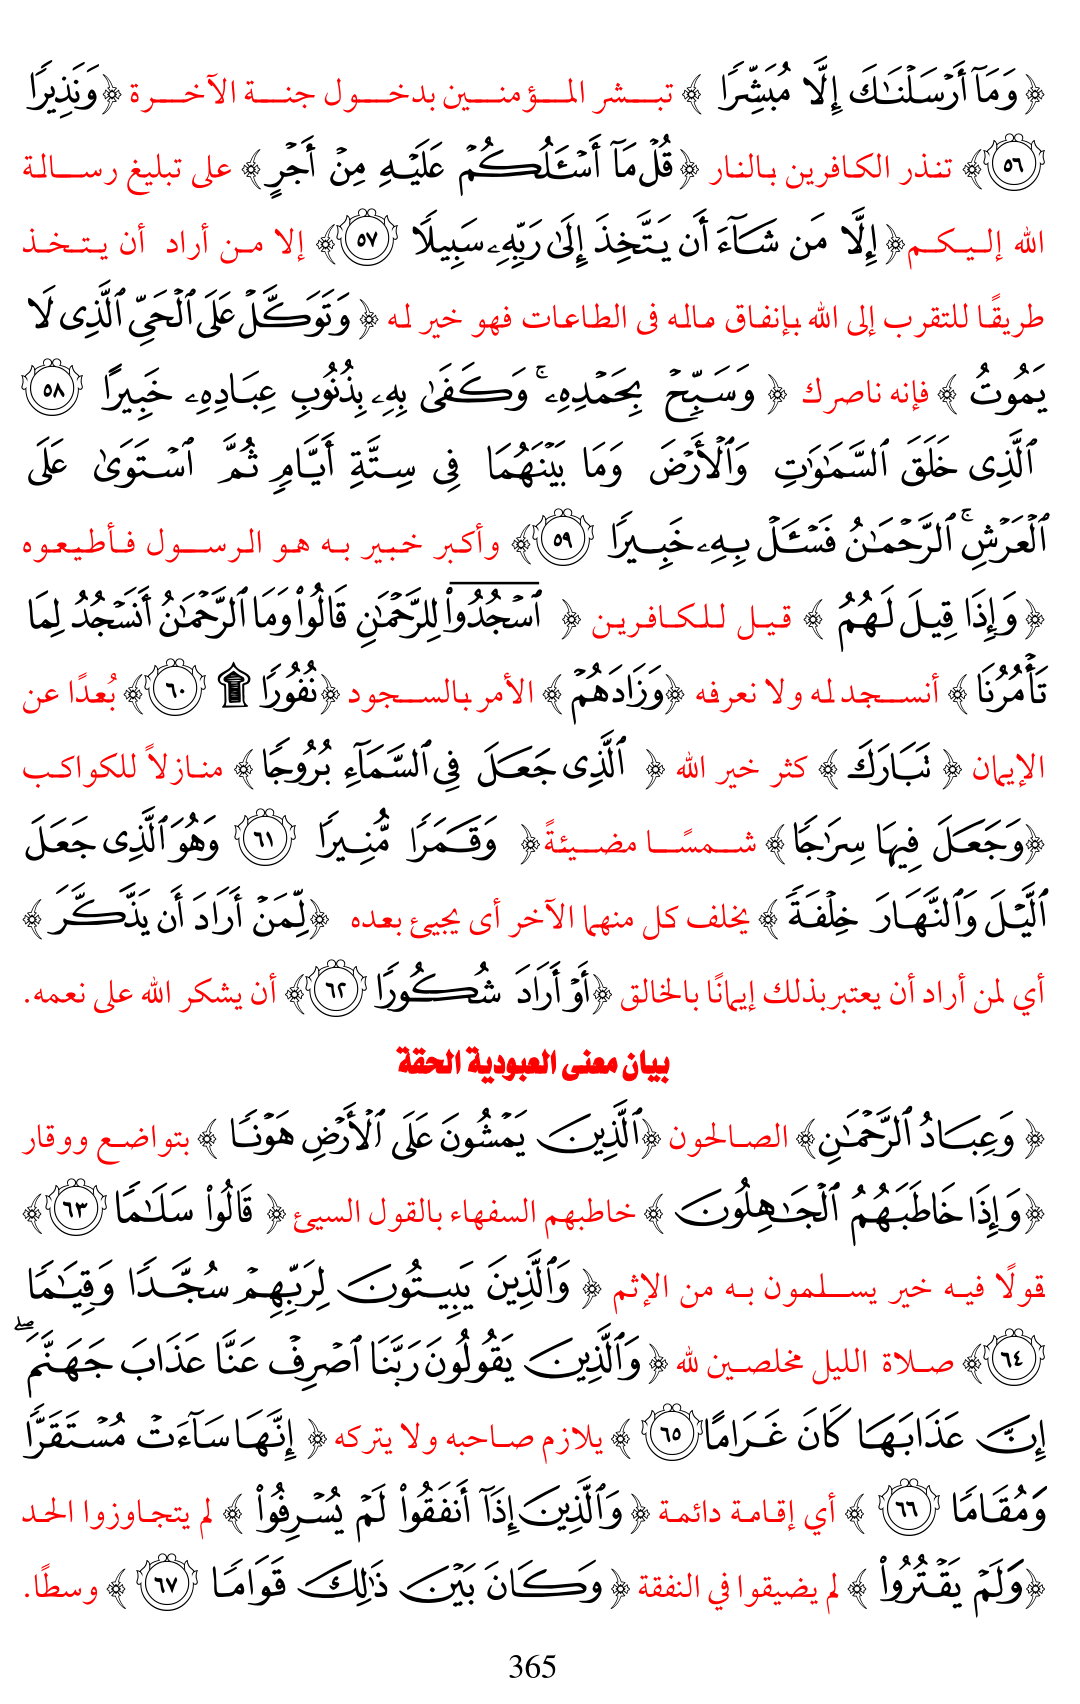 ﴿ وَمَآ أَرۡسَلۡنَٰكَ إِلَّا مُبَشِّرٗا ﴾ تبشر المؤمنين بدخول جنة الآخرة ﴿وَنَذِيرٗا
٥٦﴾ تنذر الكافرين بالنار ﴿قُلۡ مَآ أَسۡـَٔلُكُمۡ عَلَيۡهِ مِنۡ أَجۡرٍ﴾ على تبليغ رسالة
الله إليكم﴿ إِلَّا مَن شَآءَ أَن يَتَّخِذَ إِلَىٰ رَبِّهِۦ سَبِيلٗا ٥٧﴾ إلا من أراد أن يتخذ
طريقًا للتقرب إلى الله بإنفاق ماله فى الطاعات فهو خير له ﴿ وَتَوَكَّلۡ عَلَى ٱلۡحَيِّ ٱلَّذِى لَا
يَمُوتُ ﴾ فإنه ناصرك ﴿ وَسَبِّحۡ بِحَمۡدِهِۦۚ وَكَفَىٰ بِهِۦ بِذُنُوبِ عِبَادِهِۦ خَبِيرًا ٥٨
ٱلَّذِى خَلَقَ ٱلسَّمَٰوَٰتِ وَٱلۡأَرۡضَ وَمَا بَيۡنَهُمَا فِى سِتَّةِ أَيَّامٖ ثُمَّ ٱسۡتَوَىٰ عَلَى
ٱلۡعَرۡشِۚ ٱلرَّحۡمَٰنُ فَسۡـَٔلۡ بِهِۦ خَبِيرٗا ٥٩﴾ وأكبر خبير به هو الرسول فأطيعوه
﴿ وَإِذَا قِيلَ لَهُمُ ﴾ قيل للكافرين ﴿ ٱسۡجُدُواْ لِلرَّحۡمَٰنِ قَالُواْ وَمَا ٱلرَّحۡمَٰنُ أَنَسۡجُدُ لِمَا
تَأۡمُرُنَا ﴾ أنسجد له ولا نعرفه ﴿وَزَادَهُمۡ ﴾ الأمر بالسجود ﴿نُفُورٗا ۩ ٦٠﴾ بُعدًا عن
الإيمان ﴿ تَبَارَكَ ﴾ كثر خير الله ﴿ ٱلَّذِى جَعَلَ فِى ٱلسَّمَآءِ بُرُوجٗا﴾ منازلاً للكواكب
﴿وَجَعَلَ فِيهَا سِرَٰجٗا﴾ شمسًا مضيئةً﴿ وَقَمَرٗا مُّنِيرٗا ٦١ وَهُوَ ٱلَّذِى جَعَلَ
ٱلَّيۡلَ وَٱلنَّهَارَ خِلۡفَةٗ﴾ يخلف كل منهما الآخر أى يجيئ بعده ﴿لِّمَنۡ أَرَادَ أَن يَذَّكَّرَ ﴾
أي لمن أراد أن يعتبربذلك إيمانًا بالخالق ﴿أَوۡ أَرَادَ شُكُورٗا ٦٢﴾ أن يشكر الله على نعمه.
بيان معنى العبودية الحقة
﴿ وَعِبَادُ ٱلرَّحۡمَٰنِ﴾ الصالحون ﴿ٱلَّذِينَ يَمۡشُونَ عَلَى ٱلۡأَرۡضِ هَوۡنٗا ﴾ بتواضع ووقار
﴿وَإِذَا خَاطَبَهُمُ ٱلۡجَٰهِلُونَ ﴾ خاطبهم السفهاء بالقول السيئ ﴿ قَالُواْ سَلَٰمٗا ٦٣﴾
قولًا فيه خير يسلمون به من الإثم ﴿ وَٱلَّذِينَ يَبِيتُونَ لِرَبِّهِمۡ سُجَّدٗا وَقِيَٰمٗا
٦٤﴾ صلاة الليل مخلصين لله ﴿ وَٱلَّذِينَ يَقُولُونَ رَبَّنَا ٱصۡرِفۡ عَنَّا عَذَابَ جَهَنَّمَۖ
إِنَّ عَذَابَهَا كَانَ غَرَامًا ٦٥ ﴾ يلازم صاحبه ولا يتركه ﴿ إِنَّهَا سَآءَتۡ مُسۡتَقَرّٗا
وَمُقَامٗا ٦٦ ﴾ أي إقامة دائمة ﴿ وَٱلَّذِينَ إِذَآ أَنفَقُواْ لَمۡ يُسۡرِفُواْ ﴾ لم يتجاوزوا الحد
﴿وَلَمۡ يَقۡتُرُواْ ﴾ لم يضيقوا في النفقة ﴿ وَكَانَ بَيۡنَ ذَٰلِكَ قَوَامٗا ٦٧ ﴾ وسطًا.
365